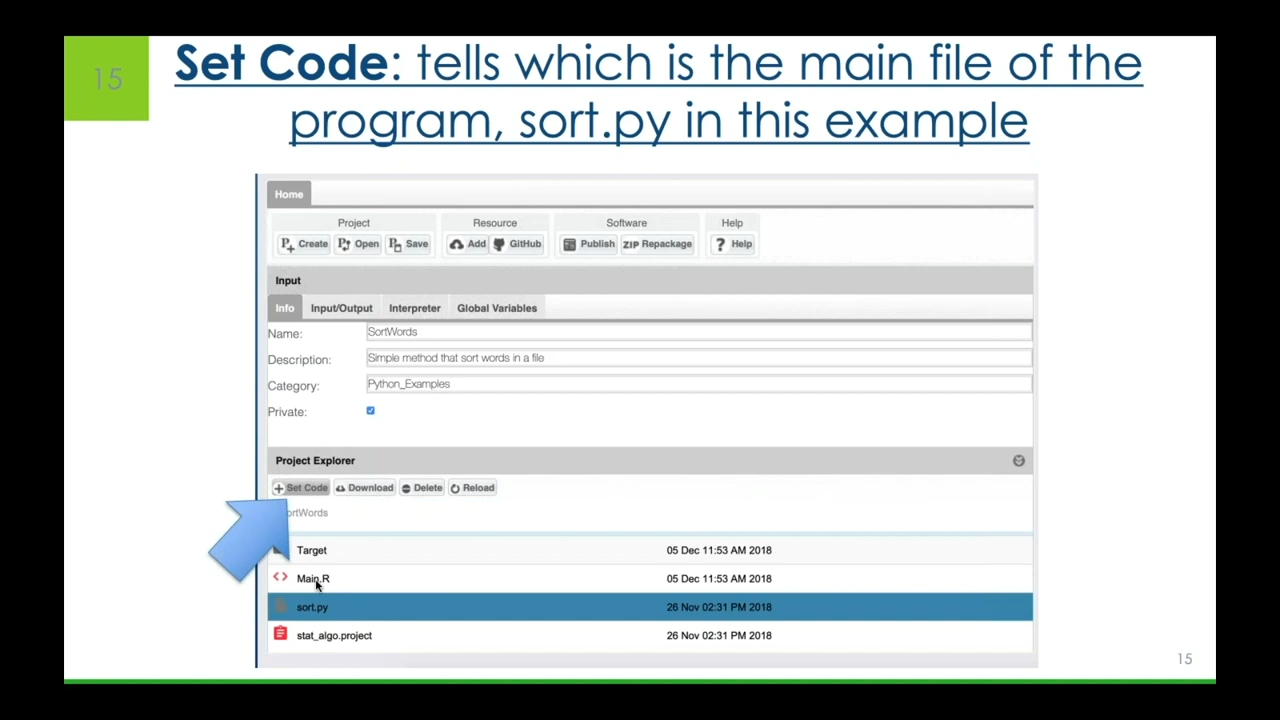 15
Set Code: tells which is the main file of the
program, sort.py in this example
Home
Project Resource Software Help
P+ Create P Open P Save Add GitHub Publish ZIP Repackage ? Help
Input
Info Input/Output Interpreter Global Variables
Name: SortWords
Description: Simple method that sort words in a file
Category: Python_Examples
Private:
Project Explorer
Set Code Download Delete Reload
ortWords
Target 05 Dec 11:53 AM 2018
Main.R 05 Dec 11:53 AM 2018
sort.py 26 Nov 02:31 PM 2018
stat_algo.project 26 Nov 02:31 PM 2018
15